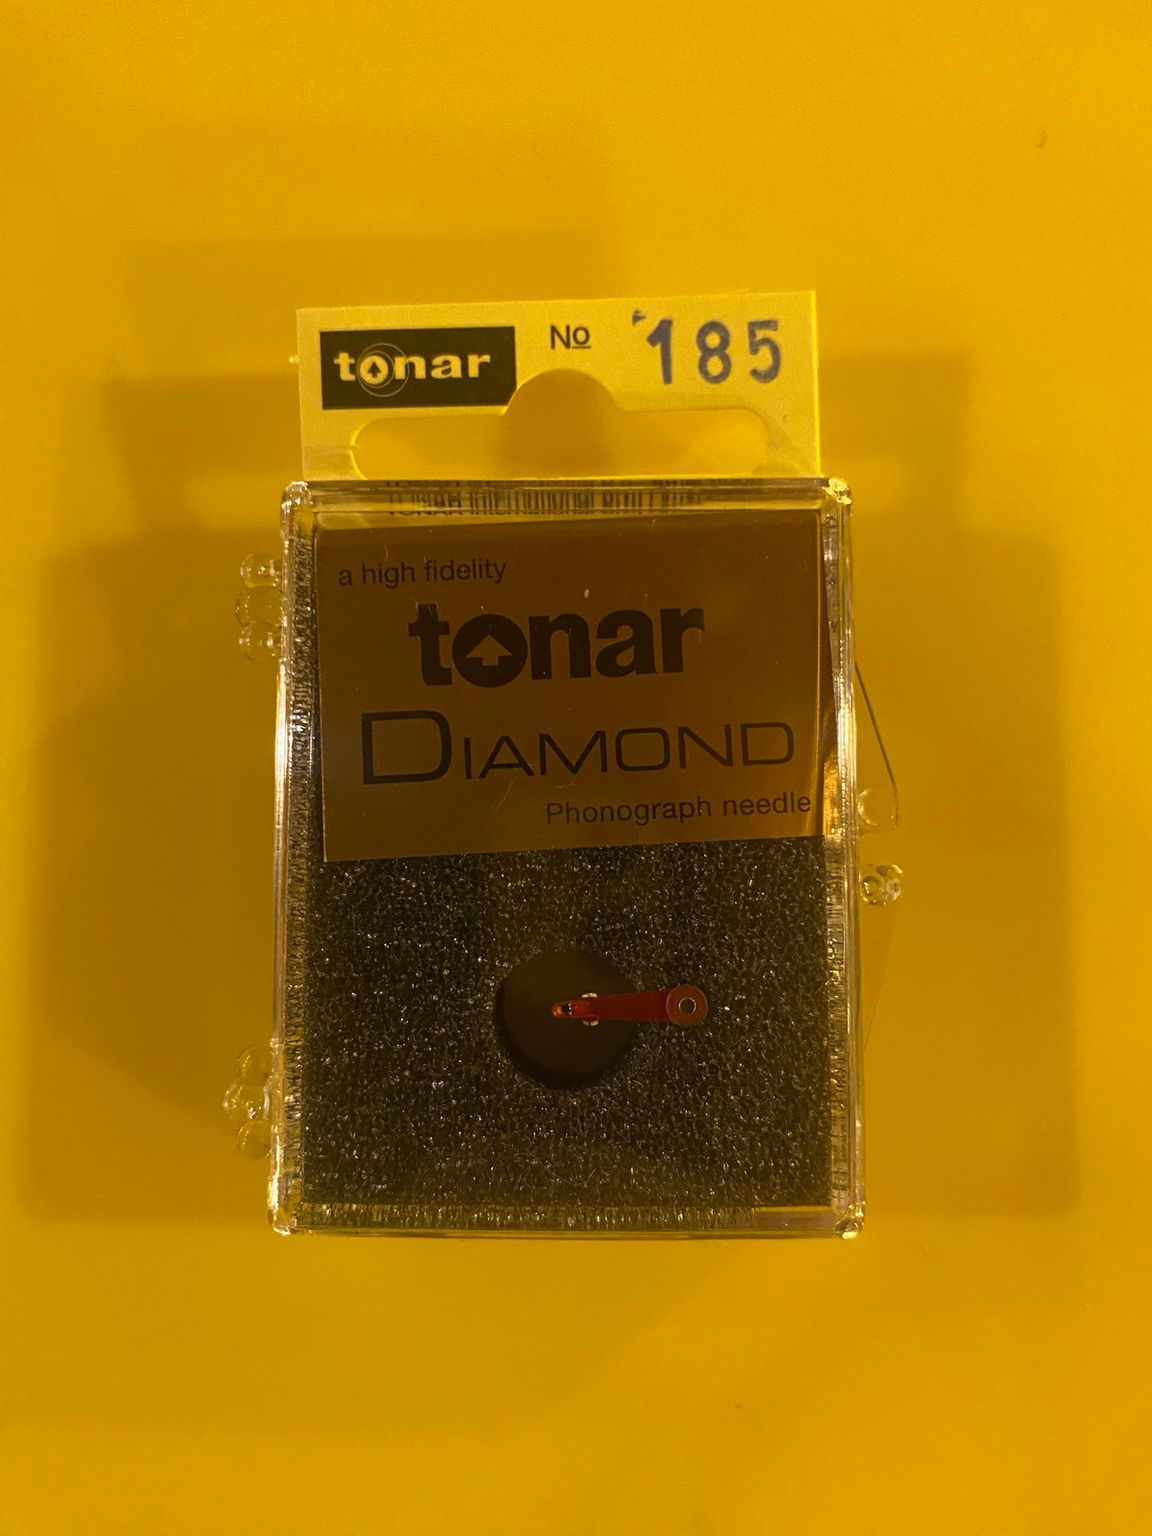 tonar No 185
a high fidelity
tonar
DIAMOND
Phonograph needle